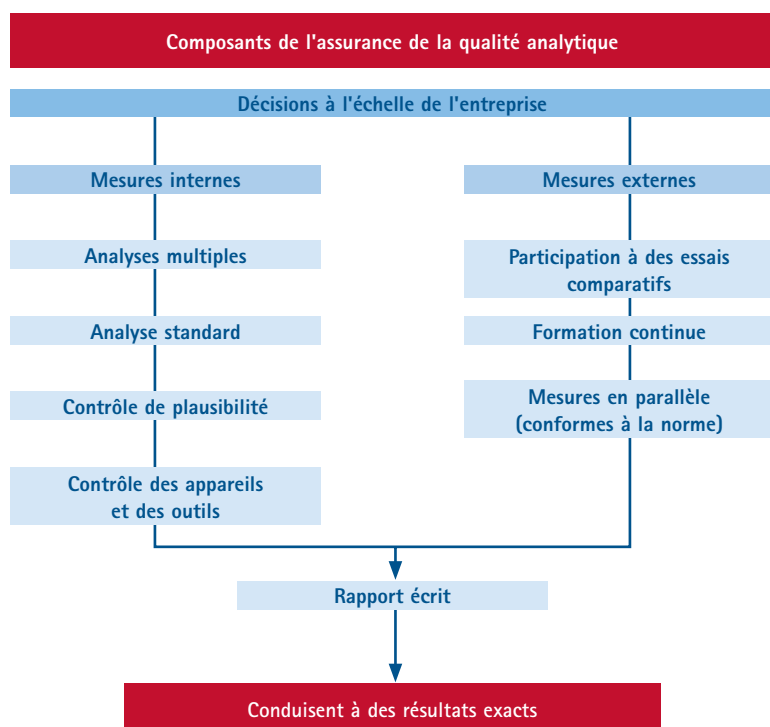 Composants de l'assurance de la qualité analytique
Décisions à l'échelle de l'entreprise
Mesures internes
Analyses multiples
Analyse standard
Contrôle de plausibilité
Contrôle des appareils
et des outils
Mesures externes
Participation à des essais
comparatifs
Formation continue
Mesures en parallèle
(conformes à la norme)
Rapport écrit
Conduisent à des résultats exacts